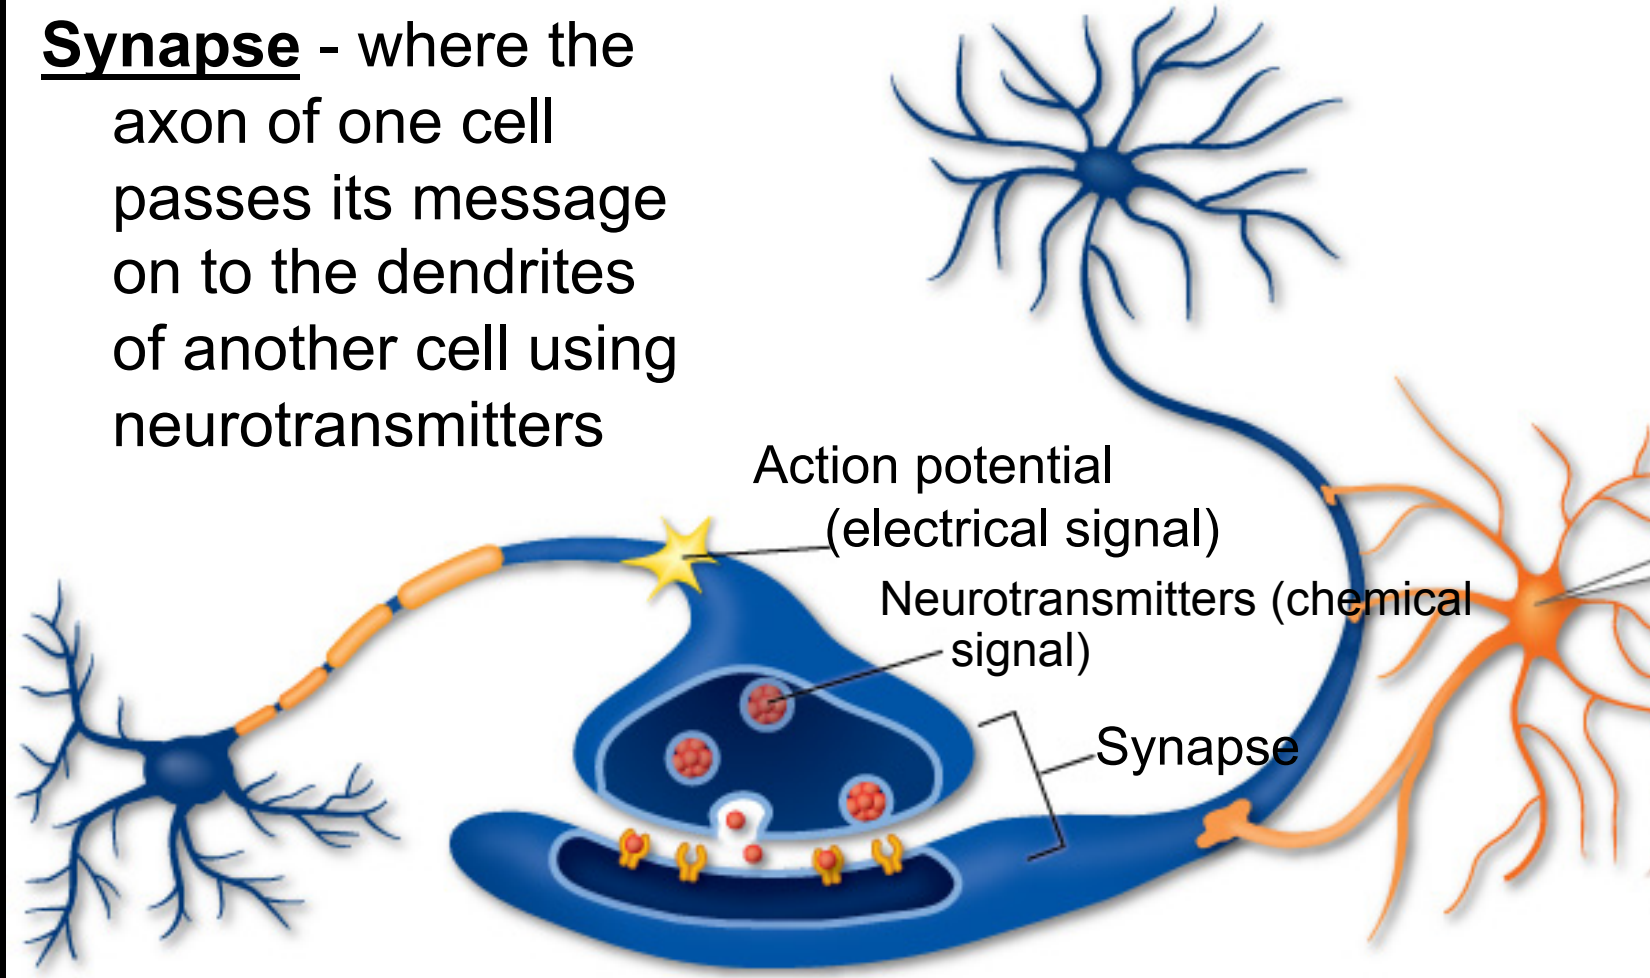 Synapse - where the
axon of one cell
passes its message
on to the dendrites
of another cell using
neurotransmitters
Action potential
(electrical signal)
Neurotransmitters (chemical
signal)
Synapse